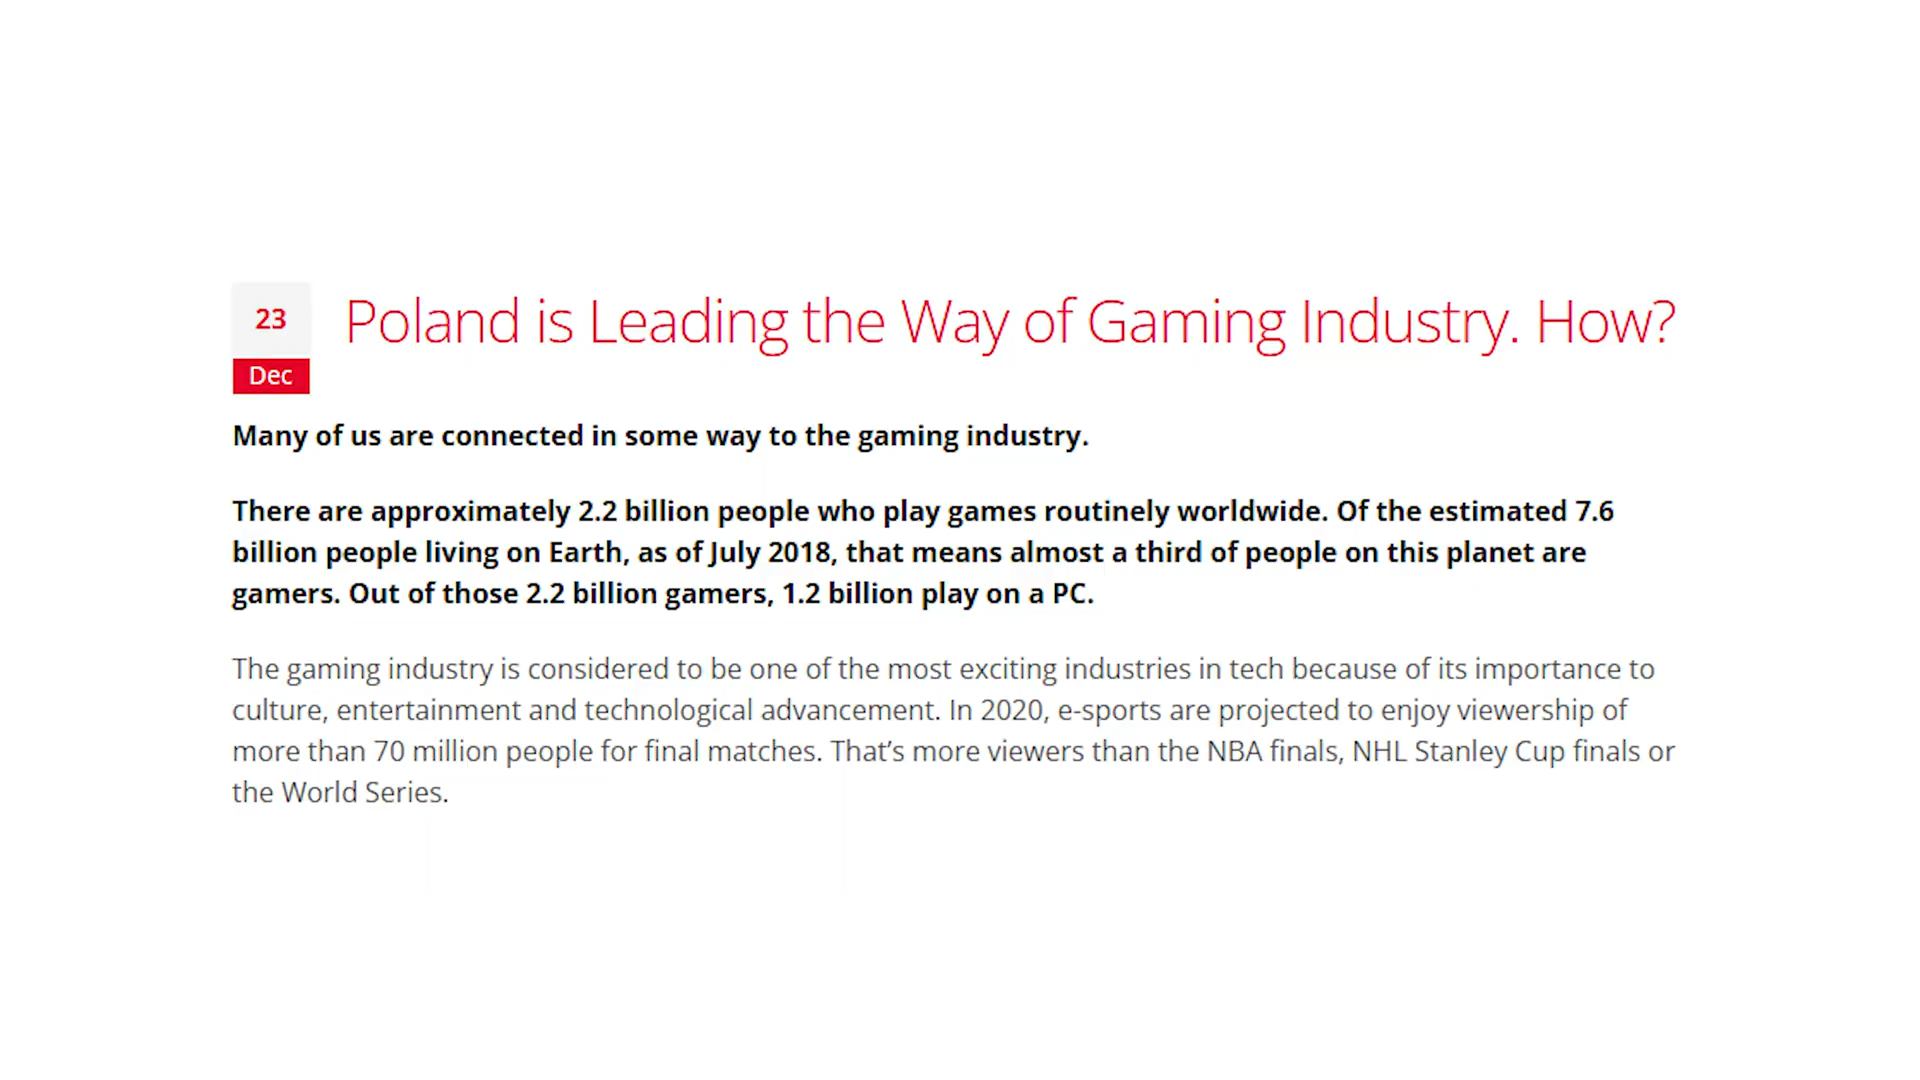 23
Dec
Poland is Leading the Way of Gaming Industry. How?
Many of us are connected in some way to the gaming industry.
There are approximately 2.2 billion people who play games routinely worldwide. Of the estimated 7.6
billion people living on Earth, as of July 2018, that means almost a third of people on this planet are
gamers. Out of those 2.2 billion gamers, 1.2 billion play on a PC.
The gaming industry is considered to be one of the most exciting industries in tech because of its importance to
culture, entertainment and technological advancement. In 2020, e-sports are projected to enjoy viewership of
more than 70 million people for final matches. That’s more viewers than the NBA finals, NHL Stanley Cup finals or
the World Series.